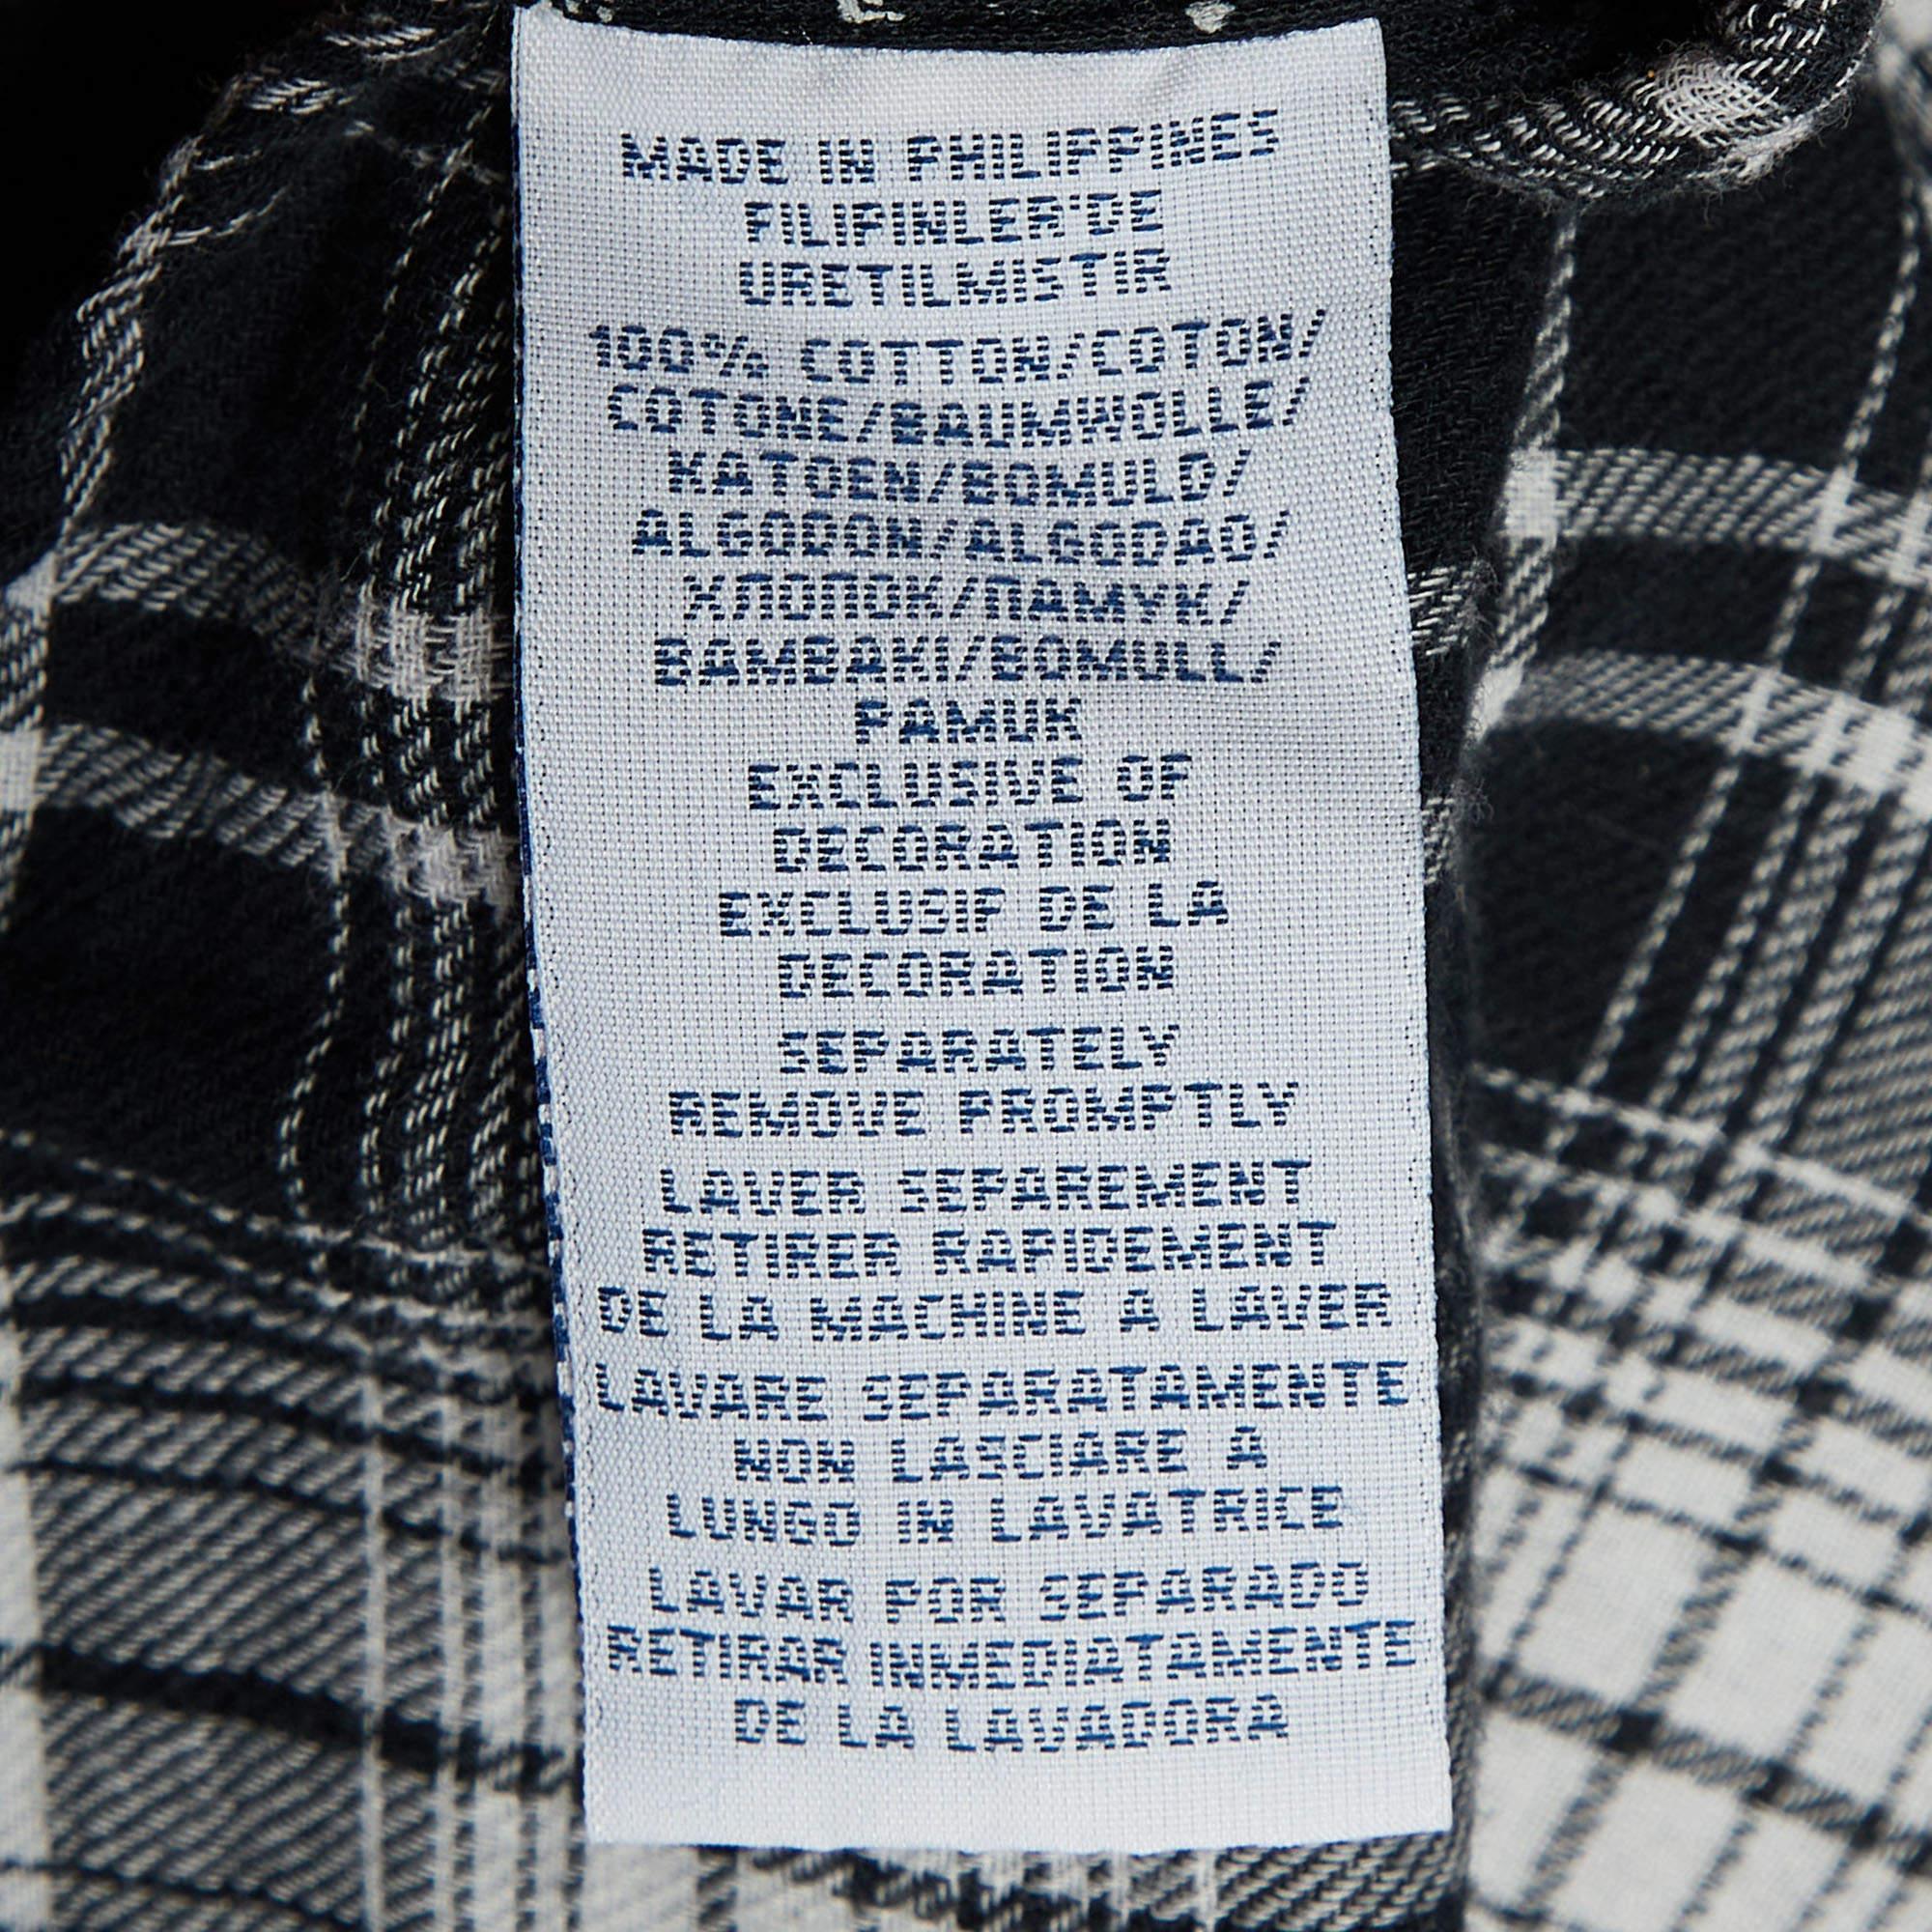 MADE IN PHILIPPINES
FILIPINLER'DE
URETILMISTIR
100% COTTON/COTON/
COTONE/BAUMWOLLE/
KATOEN/BOMULD/
ALGODON/ALGODAO/
ХЛОПОК/ПАМУК/
BAMBAKI/BOMULL/
PAMUK
EXCLUSIVE OF
DECORATION
EXCLUSIF DE LA
DECORATION
SEPARATELY
REMOVE PROMPTLY
LAVER SEPAREMENT
RETIRER RAPIDEMENT
DE LA MACHINE A LAVER
LAVARE SEPARATAMENTE
NON LASCIARE A
LUNGO IN LAVATRICE
LAVAR POR SEPARADO
RETIRAR INMEDIATAMENTE
DE LA LAVADORA